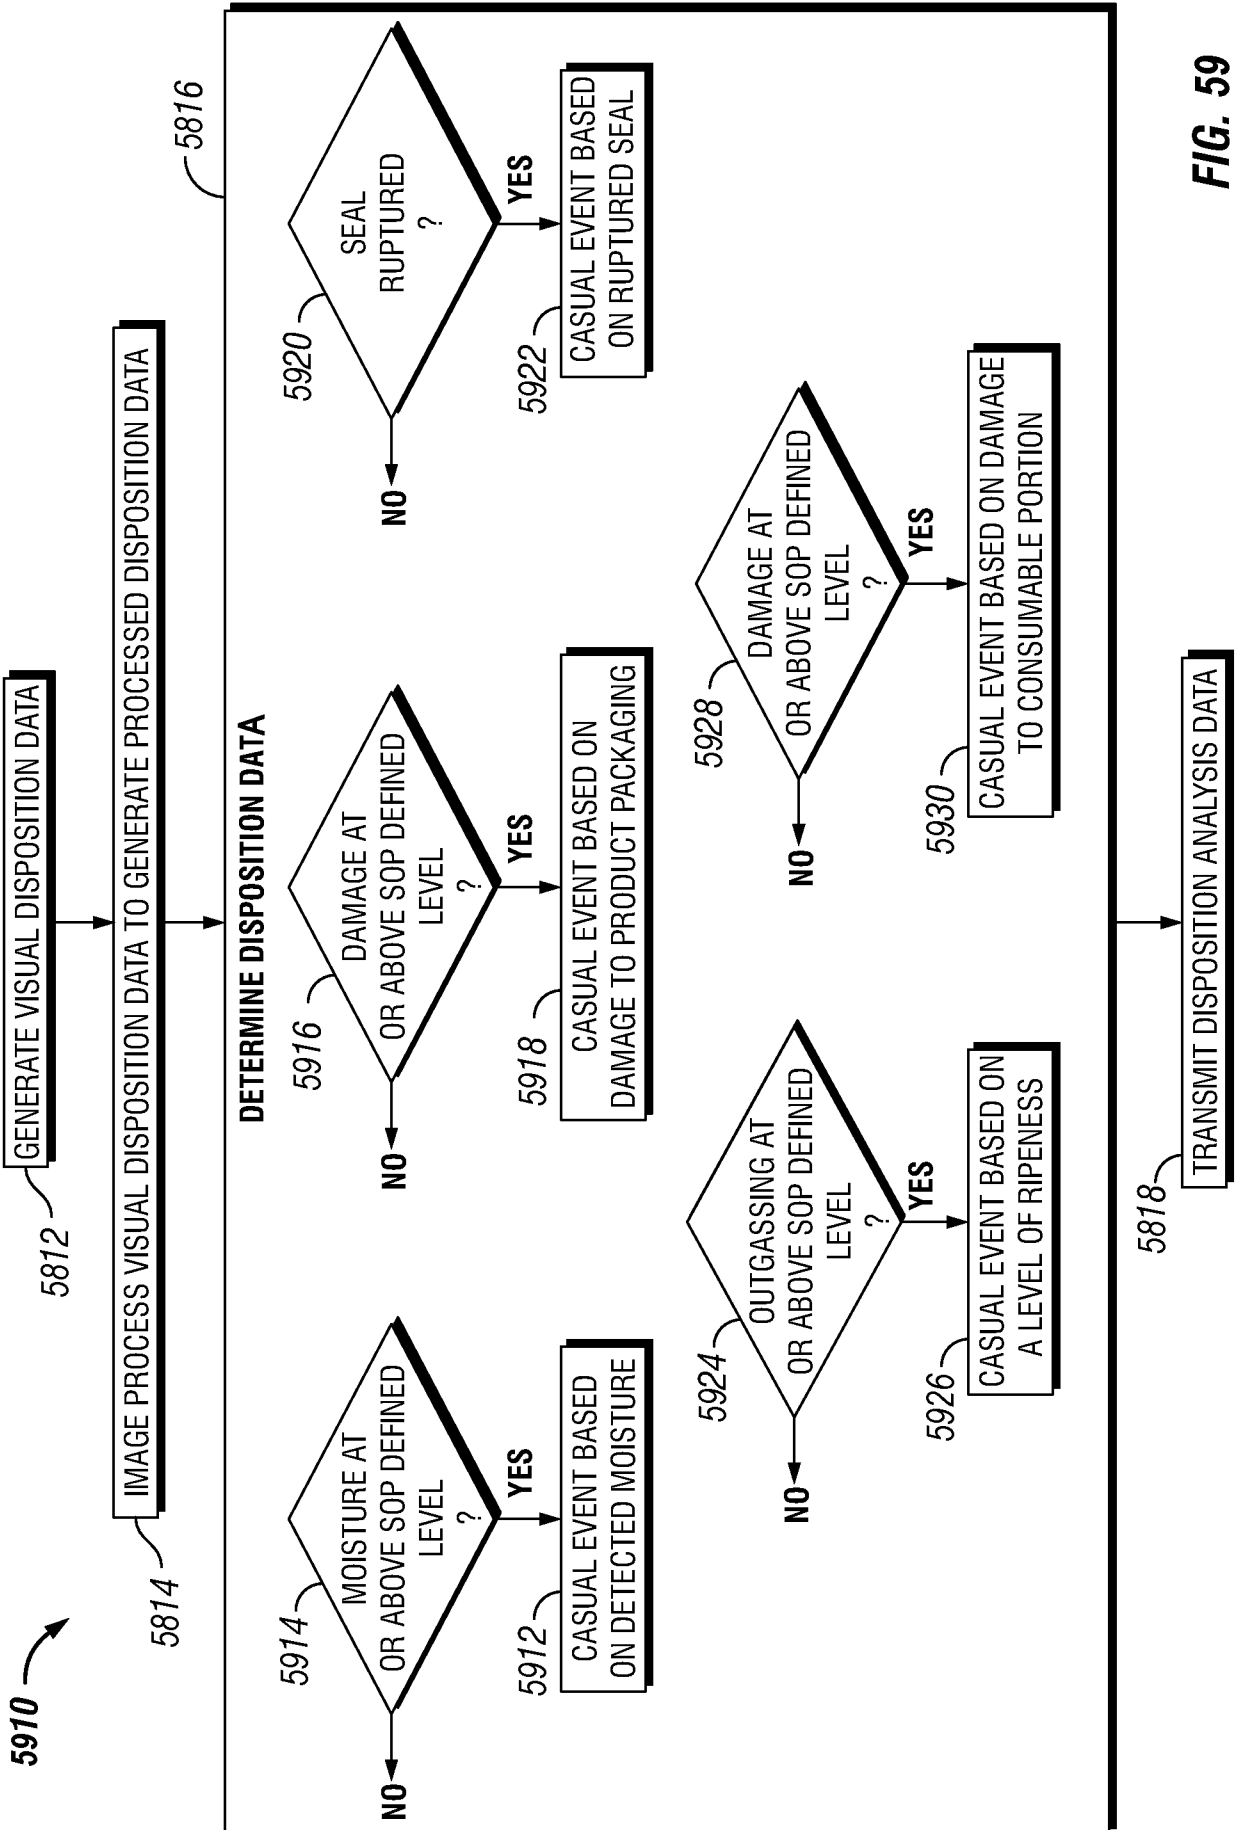 5910
5812
GENERATE VISUAL DISPOSITION DATA
5814
IMAGE PROCESS VISUAL DISPOSITION DATA TO GENERATE PROCESSED DISPOSITION DATA
5816
DETERMINE DISPOSITION DATA
5914
MOISTURE AT
OR ABOVE SOP DEFINED
LEVEL
?
NO
YES
5912
CASUAL EVENT BASED
ON DETECTED MOISTURE
5916
DAMAGE AT
OR ABOVE SOP DEFINED
LEVEL
?
NO
YES
5918
CASUAL EVENT BASED ON
DAMAGE TO PRODUCT PACKAGING
5920
SEAL
RUPTURED
?
NO
YES
5922
CASUAL EVENT BASED
ON RUPTURED SEAL
5924
OUTGASSING AT
OR ABOVE SOP DEFINED
LEVEL
?
NO
YES
5926
CASUAL EVENT BASED ON
A LEVEL OF RIPENESS
5928
DAMAGE AT
OR ABOVE SOP DEFINED
LEVEL
?
NO
YES
5930
CASUAL EVENT BASED ON DAMAGE
TO CONSUMABLE PORTION
5818
TRANSMIT DISPOSITION ANALYSIS DATA
FIG. 59